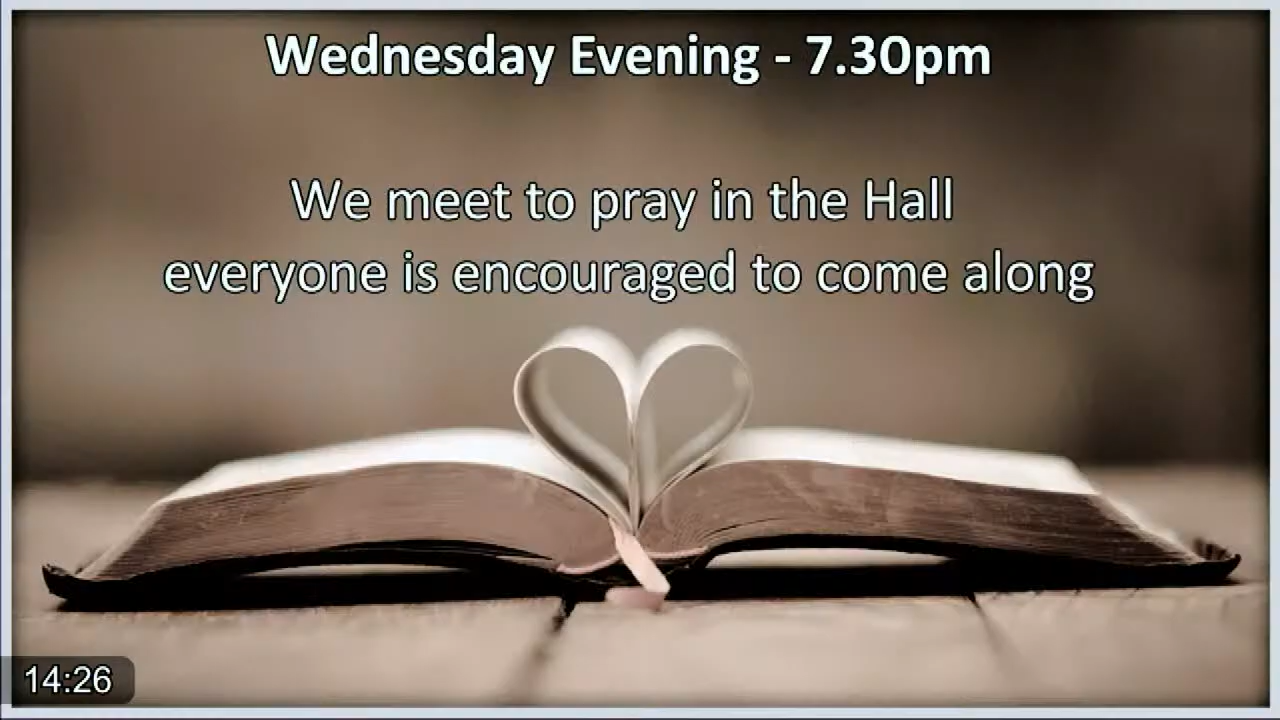 Wednesday Evening - 7.30pm
We meet to pray in the Hall
everyone is encouraged to come along
14:26